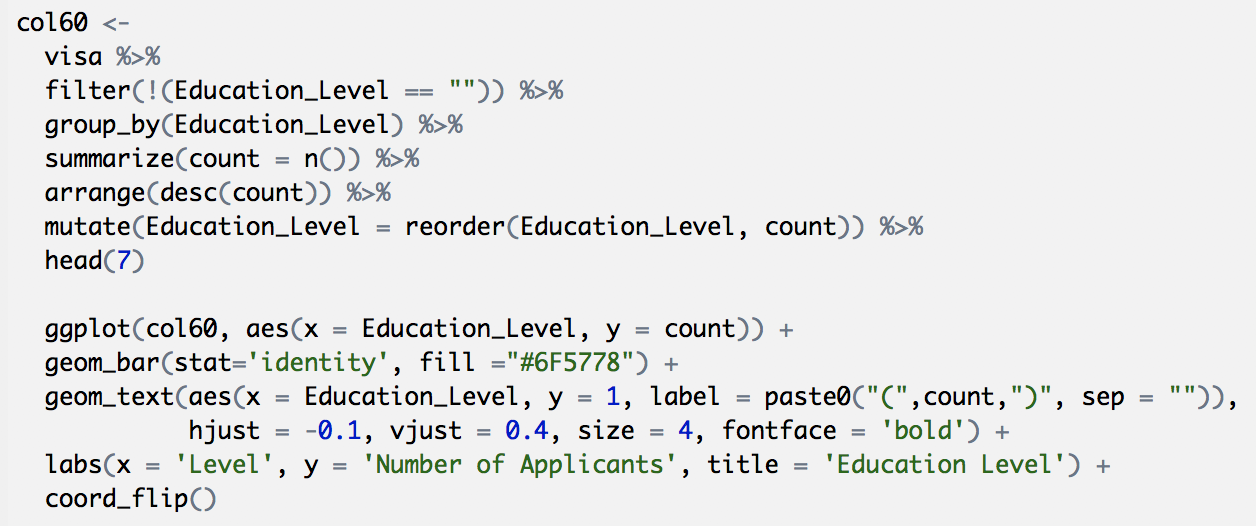 col60 <-
  visa %>%
  filter(!(Education_Level == "")) %>%
  group_by(Education_Level) %>%
  summarize(count = n()) %>%
  arrange(desc(count)) %>%
  mutate(Education_Level = reorder(Education_Level, count)) %>%
  head(7)

  ggplot(col60, aes(x = Education_Level, y = count)) +
  geom_bar(stat='identity', fill ="#6F5778") +
  geom_text(aes(x = Education_Level, y = 1, label = paste0("(",count,")", sep = "")),
            hjust = -0.1, vjust = 0.4, size = 4, fontface = 'bold') +
  labs(x = 'Level', y = 'Number of Applicants', title = 'Education Level') +
  coord_flip()